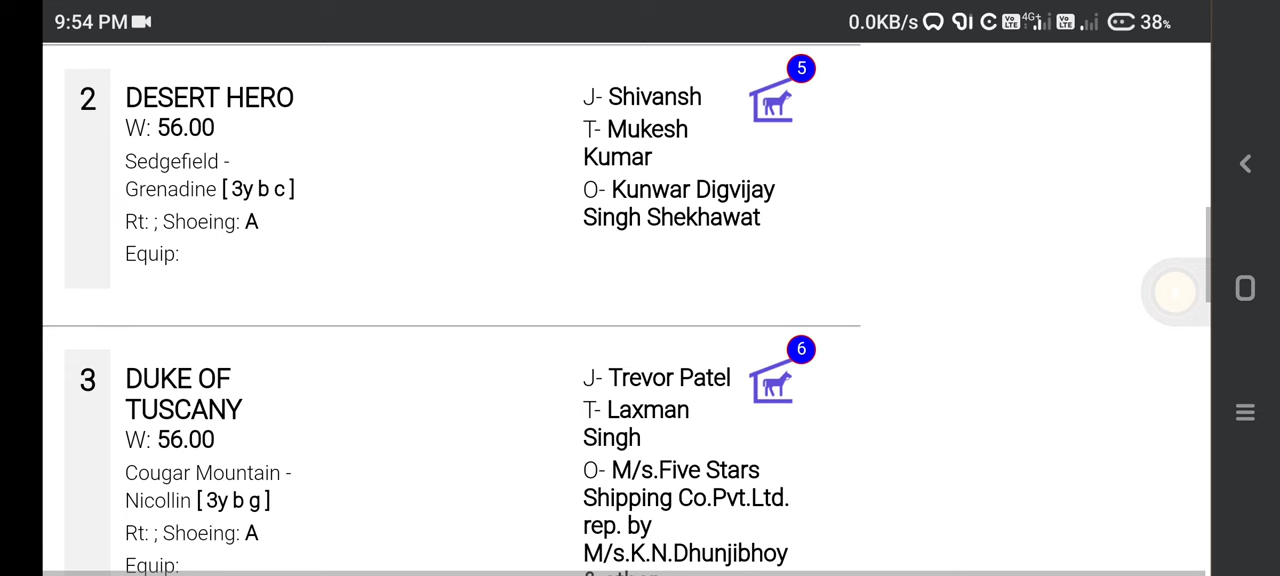 9:54 PM
0.0KB/s 4G+ 38%
2
DESERT HERO
W: 56.00
Sedgefield -
Grenadine [ 3y b c ]
Rt: ; Shoeing: A
Equip:
J- Shivansh
T- Mukesh
Kumar
O- Kunwar Digvijay
Singh Shekhawat
5
3
DUKE OF
TUSCANY
W: 56.00
Cougar Mountain -
Nicollin [ 3y b g ]
Rt: ; Shoeing: A
Equip:
J- Trevor Patel
T- Laxman
Singh
O- M/s.Five Stars
Shipping Co.Pvt.Ltd.
rep. by
M/s.K.N.Dhunjibhoy
6